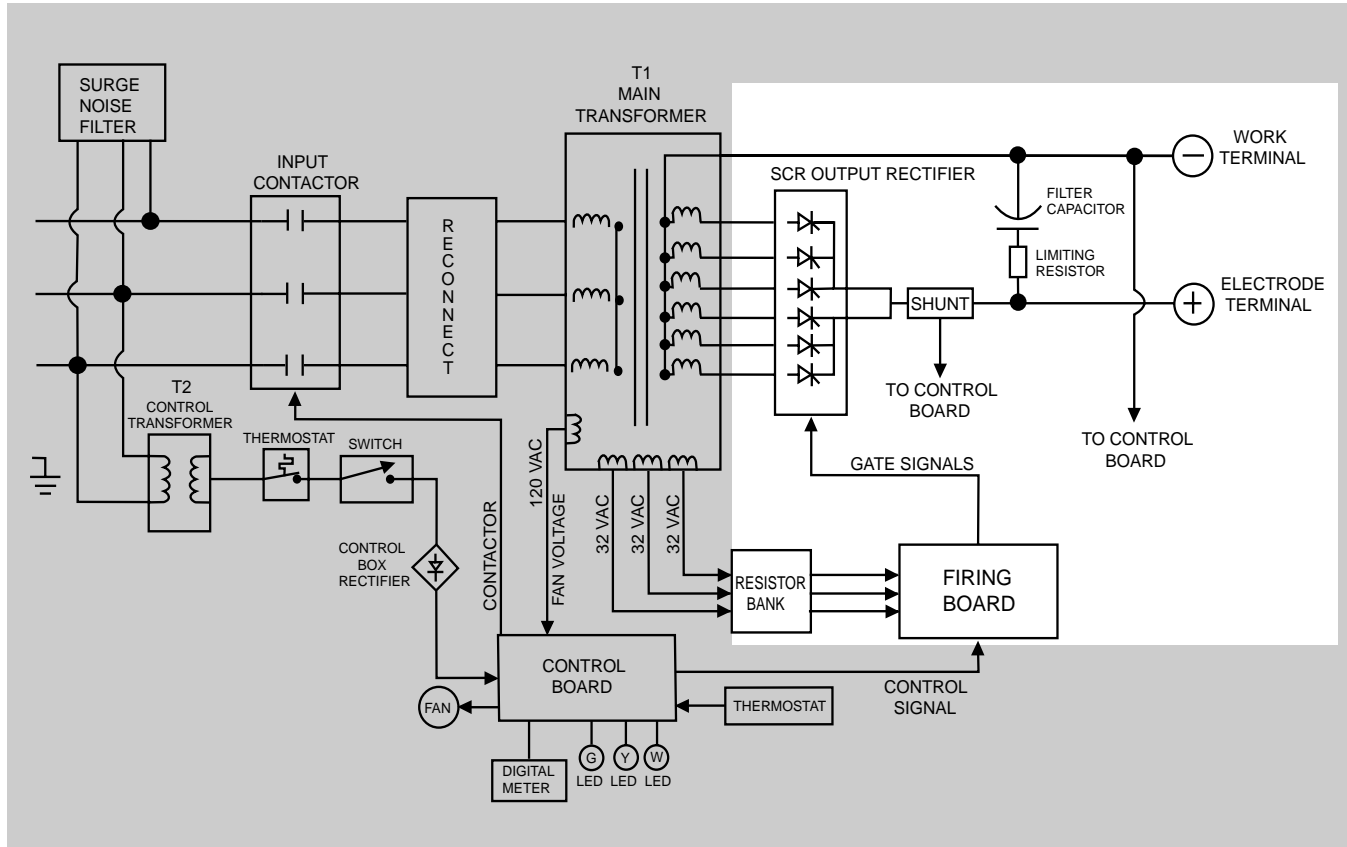 SURGE
NOISE
FILTER
INPUT
CONTACTOR
RECONNECT
T1
MAIN
TRANSFORMER
SCR OUTPUT RECTIFIER
FILTER
CAPACITOR
LIMITING
RESISTOR
WORK
TERMINAL
ELECTRODE
TERMINAL
SHUNT
TO CONTROL
BOARD
TO CONTROL
BOARD
T2
CONTROL
TRANSFORMER
THERMOSTAT
SWITCH
CONTROL
BOX
RECTIFIER
CONTACTOR
120 VAC
FAN VOLTAGE
32 VAC
32 VAC
32 VAC
GATE SIGNALS
RESISTOR
BANK
FIRING
BOARD
CONTROL
BOARD
CONTROL
SIGNAL
THERMOSTAT
FAN
DIGITAL
METER
G
LED
Y
LED
W
LED